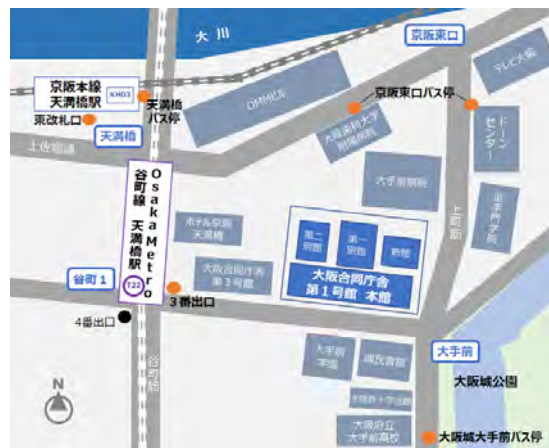 大川
京阪東口
テレビ大阪
京阪本線
天満橋駅
KH03
東改札口
天満橋
天満橋
バス停
OMMビル
京阪東口バス停
大阪歯科大学
附属病院
ドーン
センター
土佐堀通
大手前病院
上町筋
追手門学院
Osaka Metro
谷町線 天満橋駅
T22
ホテル京阪
天満橋
大阪合同庁舎
第3号館
第二
別館
第一
別館
新館
大阪合同庁舎
第1号館 本館
谷町1
3番出口
4番出口
谷町筋
大手前
大阪城公園
大手前
国民會館
大阪府立
大手前高校
大阪城大手前バス停
N